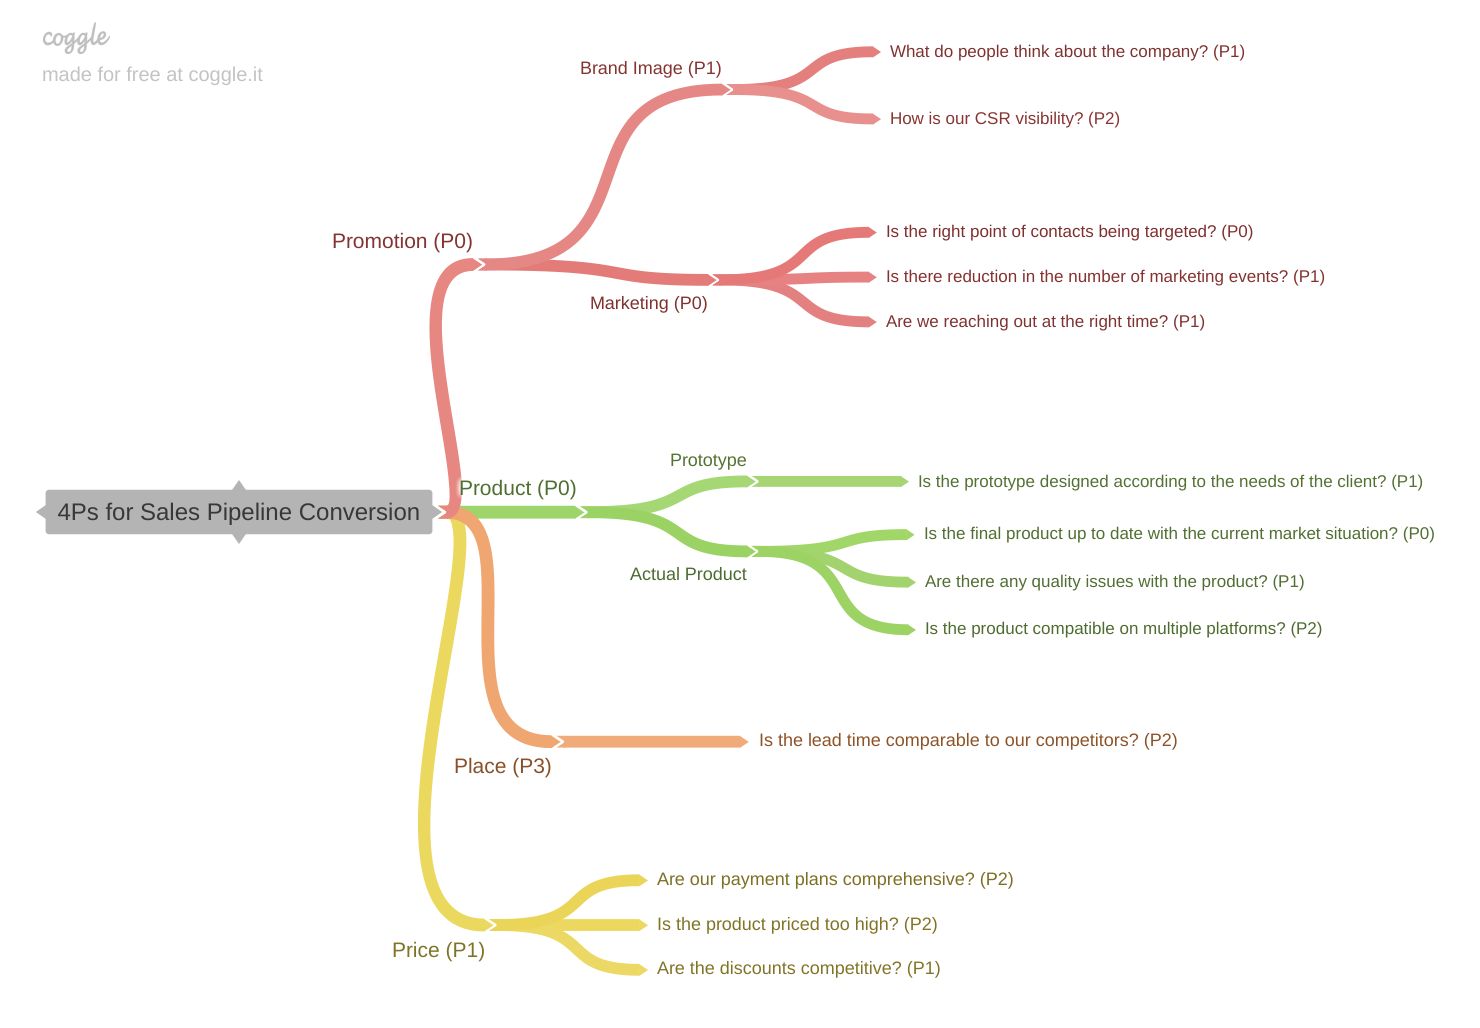 coggle
made for free at coggle.it
4Ps for Sales Pipeline Conversion
Promotion (P0)
Brand Image (P1)
What do people think about the company? (P1)
How is our CSR visibility? (P2)
Marketing (P0)
Is the right point of contacts being targeted? (P0)
Is there reduction in the number of marketing events? (P1)
Are we reaching out at the right time? (P1)
Product (P0)
Prototype
Is the prototype designed according to the needs of the client? (P1)
Actual Product
Is the final product up to date with the current market situation? (P0)
Are there any quality issues with the product? (P1)
Is the product compatible on multiple platforms? (P2)
Place (P3)
Is the lead time comparable to our competitors? (P2)
Price (P1)
Are our payment plans comprehensive? (P2)
Is the product priced too high? (P2)
Are the discounts competitive? (P1)